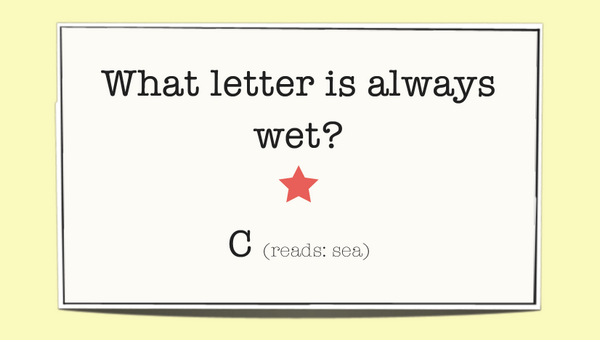 What letter is always
wet?
C (reads: sea)